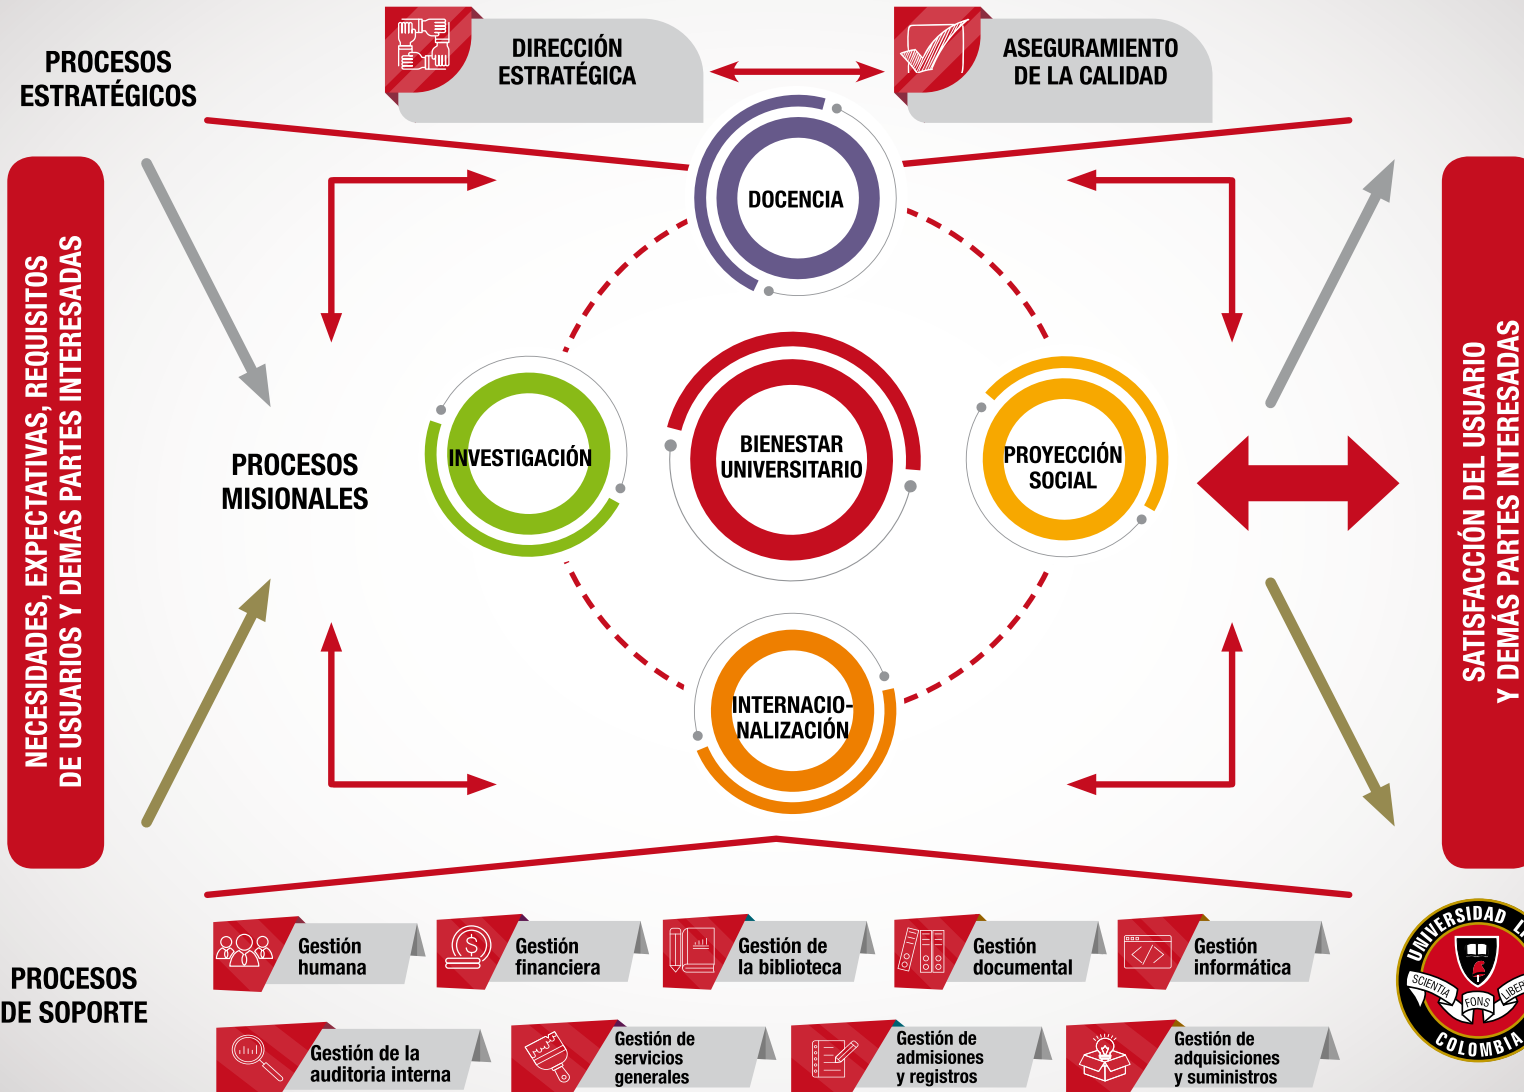 PROCESOS
ESTRATÉGICOS
DIRECCIÓN
ESTRATÉGICA
ASEGURAMIENTO
DE LA CALIDAD
NECESIDADES, EXPECTATIVAS, REQUISITOS
DE USUARIOS Y DEMÁS PARTES INTERESADAS
PROCESOS
MISIONALES
DOCENCIA
INVESTIGACIÓN
BIENESTAR
UNIVERSITARIO
PROYECCIÓN
SOCIAL
INTERNACIO-
NALIZACIÓN
SATISFACCIÓN DEL USUARIO
Y DEMÁS PARTES INTERESADAS
PROCESOS
DE SOPORTE
Gestión
humana
$
Gestión
financiera
Gestión de
la biblioteca
Gestión
documental
</>
Gestión
informática
Gestión de la
auditoria interna
Gestión de
servicios
generales
Gestión de
admisiones
y registros
Gestión de
adquisiciones
y suministros
UNIVERSIDAD
SCIENTIA
FONS
COLOMBIA